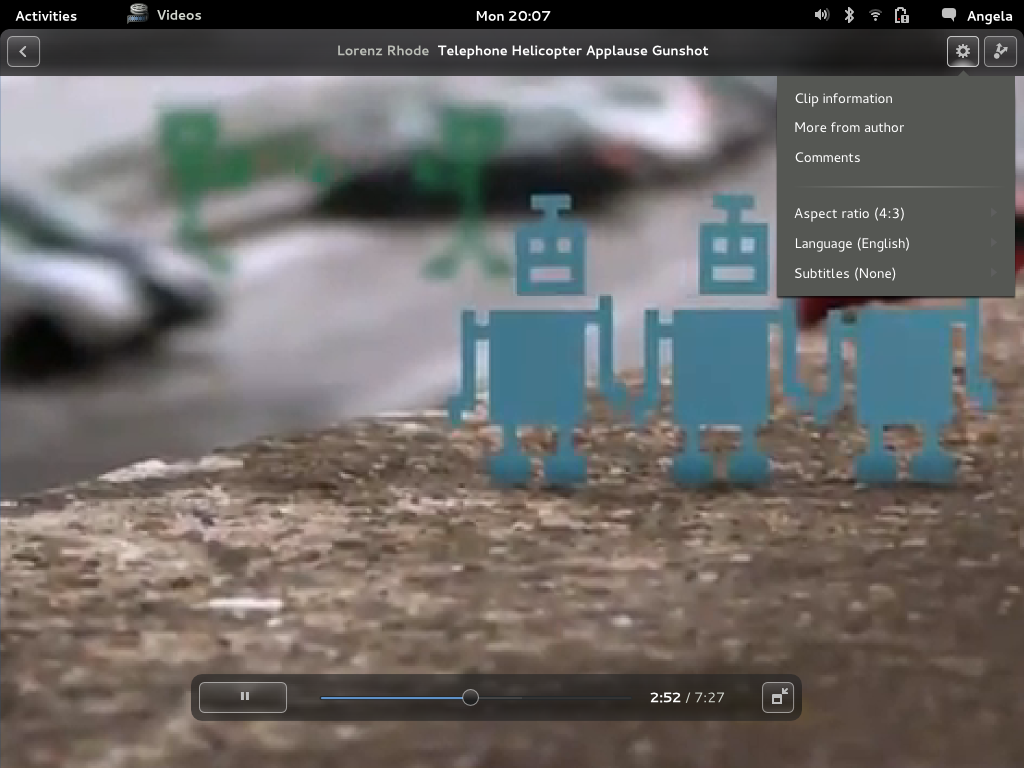 Activities Videos Mon 20:07 Angela
Lorenz Rhode Telephone Helicopter Applause Gunshot
Clip information
More from author
Comments
Aspect ratio (4:3)
Language (English)
Subtitles (None)
2:52 / 7:27